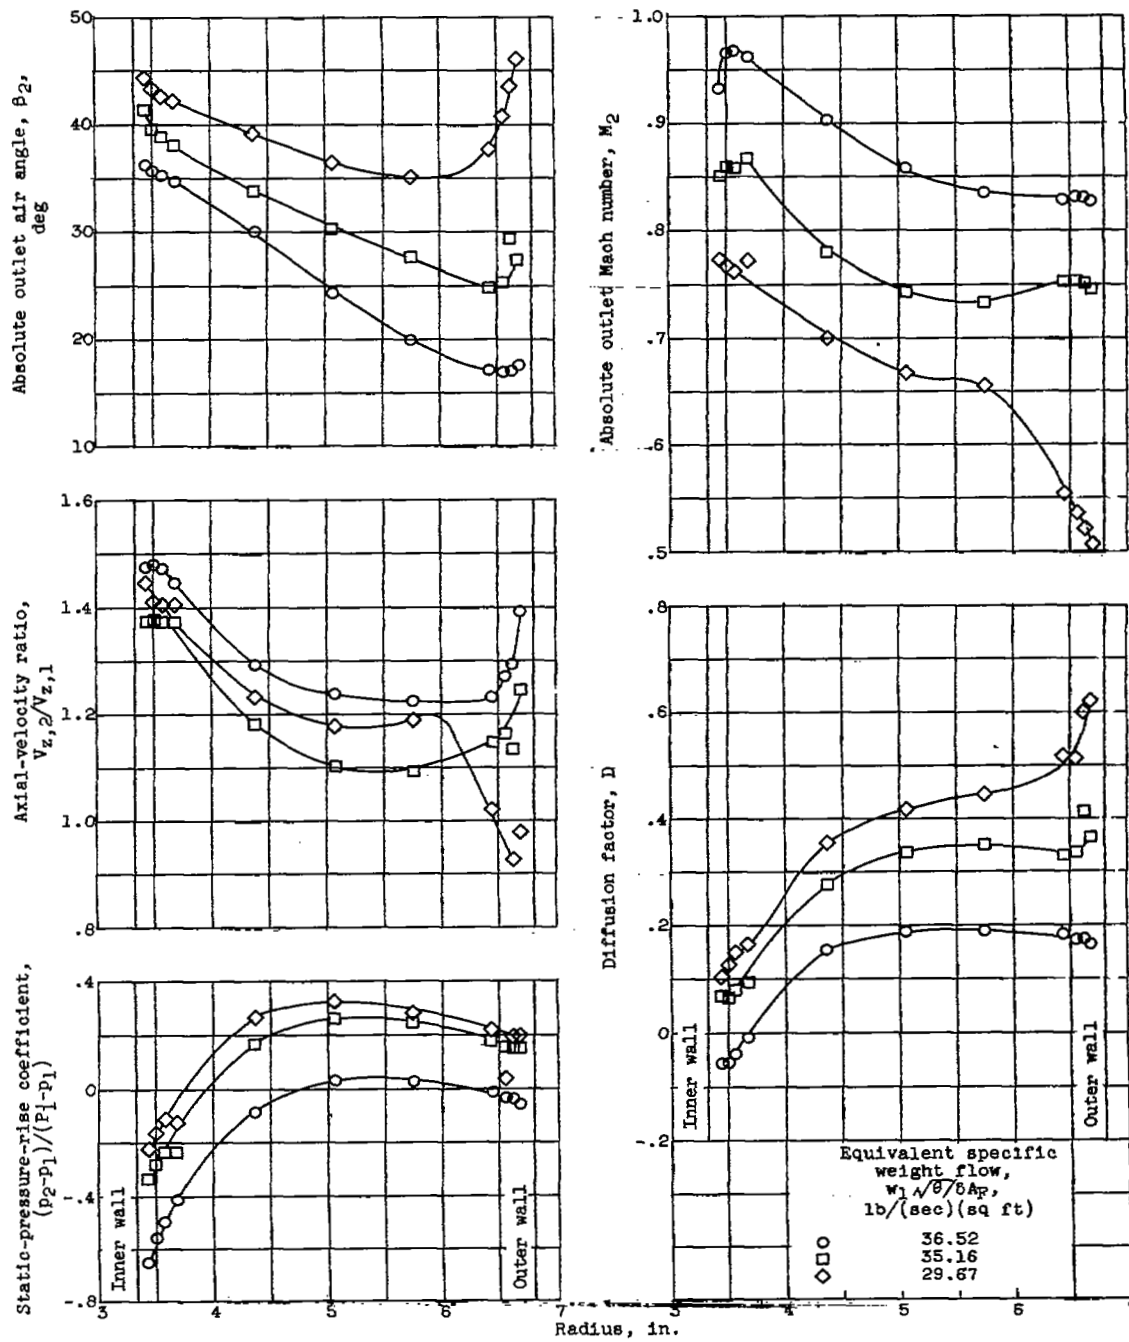 50
40
30
20
10
Absolute outlet air angle, β2,
deg
1.0
.9
.8
.7
.6
.5
Absolute outlet Mach number, M2
1.6
1.4
1.2
1.0
.8
Axial-velocity ratio,
Vz,2/Vz,1
.8
.6
.4
.2
0
-.2
Diffusion factor, D
Inner wall
Outer wall
.4
.2
0
-.4
-.8
Static-pressure-rise coefficient,
(p2-p1)/(P1'-p1)
Inner wall
Outer wall
Equivalent specific
weight flow,
w1√θ/δAF,
lb/(sec)(sq ft)
36.52
35.16
29.67
3 4 5 6 7
3 4 5 6
Radius, in.